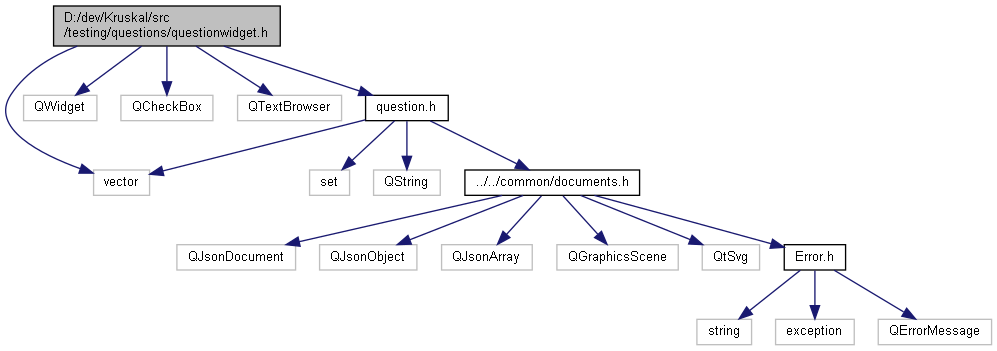 D:/dev/Kruskal/src
/testing/questions/questionwidget.h
QWidget
QCheckBox
QTextBrowser
question.h
vector
set
QString
../../common/documents.h
QJsonDocument
QJsonObject
QJsonArray
QGraphicsScene
QtSvg
Error.h
string
exception
QErrorMessage